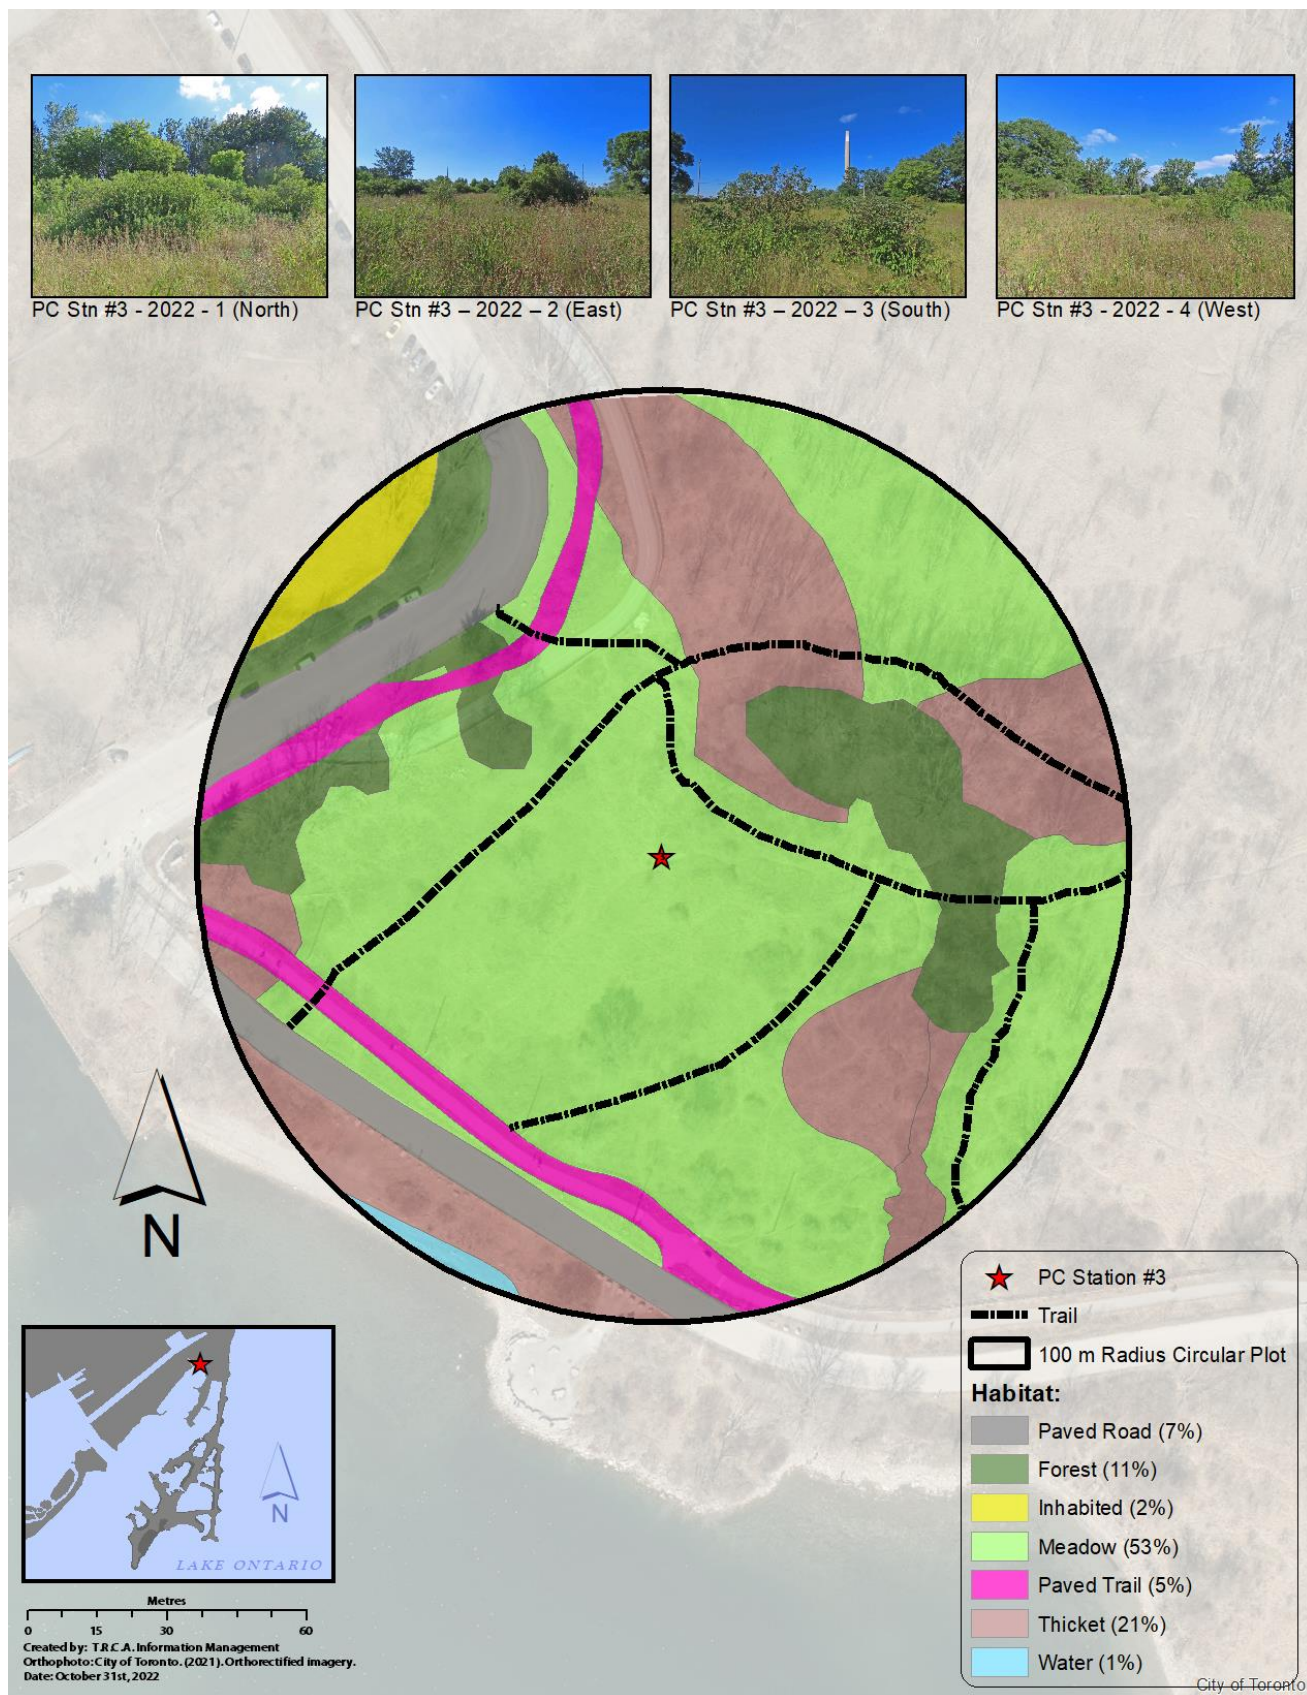 PC Stn #3 - 2022 - 1 (North)
PC Stn #3 – 2022 – 2 (East)
PC Stn #3 – 2022 – 3 (South)
PC Stn #3 - 2022 - 4 (West)
N
PC Station #3
Trail
100 m Radius Circular Plot
Habitat:
Paved Road (7%)
Forest (11%)
Inhabited (2%)
Meadow (53%)
Paved Trail (5%)
Thicket (21%)
Water (1%)
N
LAKE ONTARIO
Metres
0 15 30 60
Created by: T.R.C.A. Information Management
Orthophoto: City of Toronto. (2021). Orthorectified imagery.
Date: October 31st, 2022
City of Toronto